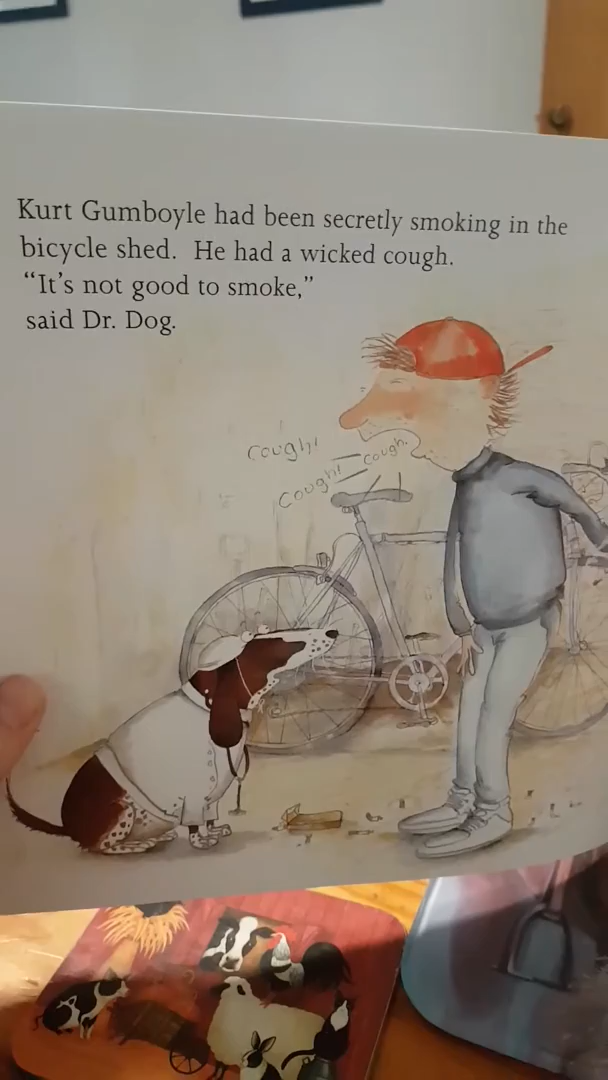 Kurt Gumboyle had been secretly smoking in the
bicycle shed.  He had a wicked cough.
“It’s not good to smoke,”
said Dr. Dog.
Cough!
Cough!
Cough.